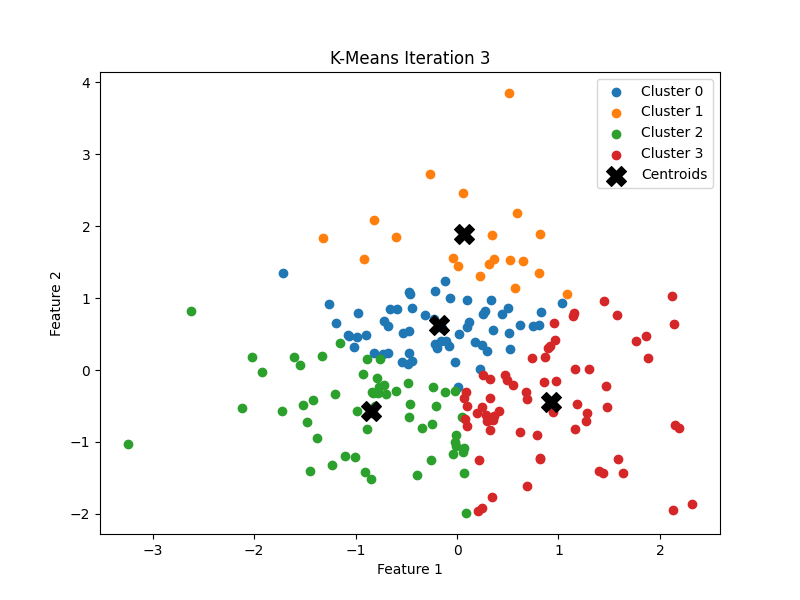 K-Means Iteration 3
4
3
2
1
0
−1
−2
Feature 2
−3
−2
−1
0
1
2
Feature 1
Cluster 0
Cluster 1
Cluster 2
Cluster 3
Centroids